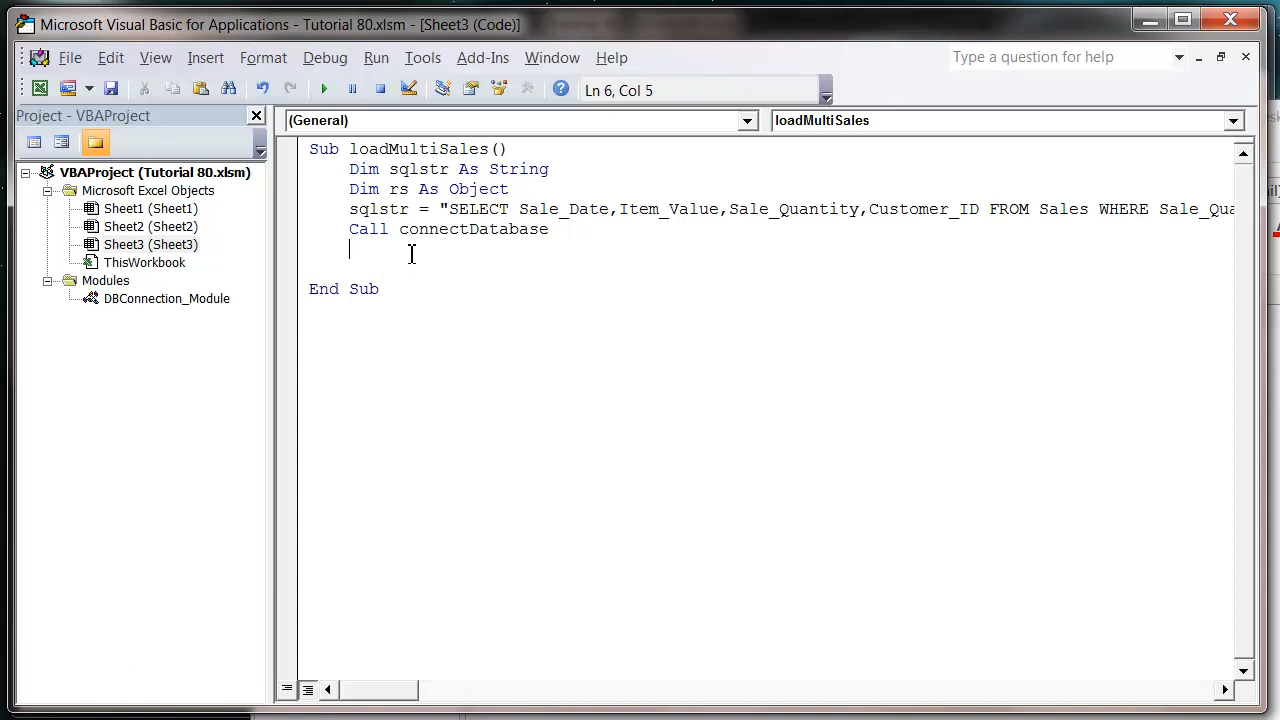 Microsoft Visual Basic for Applications - Tutorial 80.xlsm - [Sheet3 (Code)]
File Edit View Insert Format Debug Run Tools Add-Ins Window Help
Type a question for help
Ln 6, Col 5
Project - VBAProject
(General)
loadMultiSales
VBAProject (Tutorial 80.xlsm)
Microsoft Excel Objects
Sheet1 (Sheet1)
Sheet2 (Sheet2)
Sheet3 (Sheet3)
ThisWorkbook
Modules
DBConnection_Module
Sub loadMultiSales()
Dim sqlstr As String
Dim rs As Object
sqlstr = "SELECT Sale_Date,Item_Value,Sale_Quantity,Customer_ID FROM Sales WHERE Sale_Qua
Call connectDatabase
End Sub